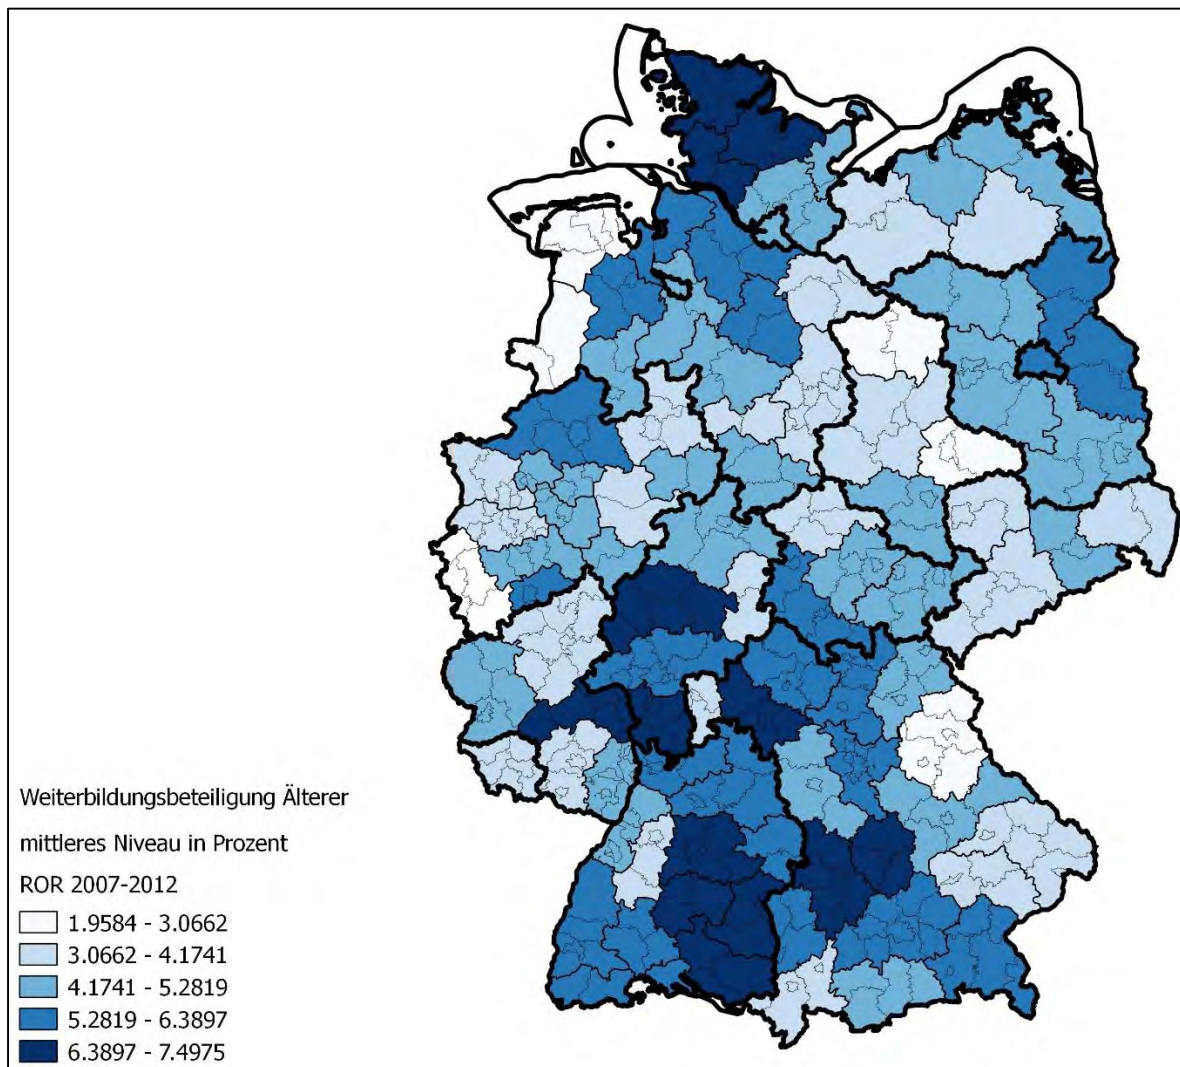 Weiterbildungsbeteiligung Älterer
mittleres Niveau in Prozent
ROR 2007-2012
1.9584 - 3.0662
3.0662 - 4.1741
4.1741 - 5.2819
5.2819 - 6.3897
6.3897 - 7.4975